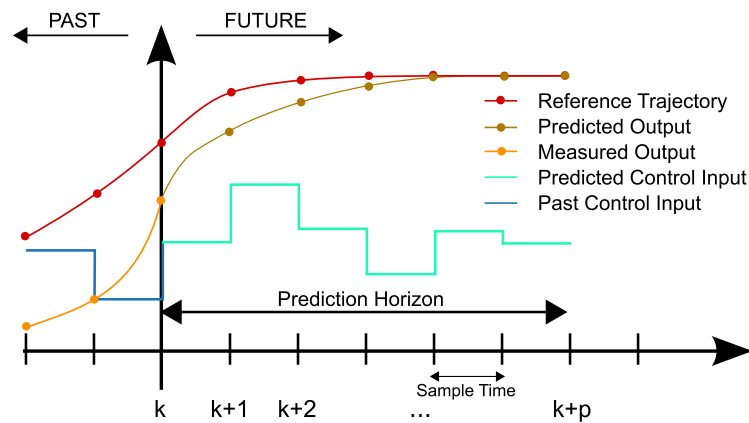 PAST
FUTURE
Reference Trajectory
Predicted Output
Measured Output
Predicted Control Input
Past Control Input
Prediction Horizon
Sample Time
k
k+1
k+2
...
k+p